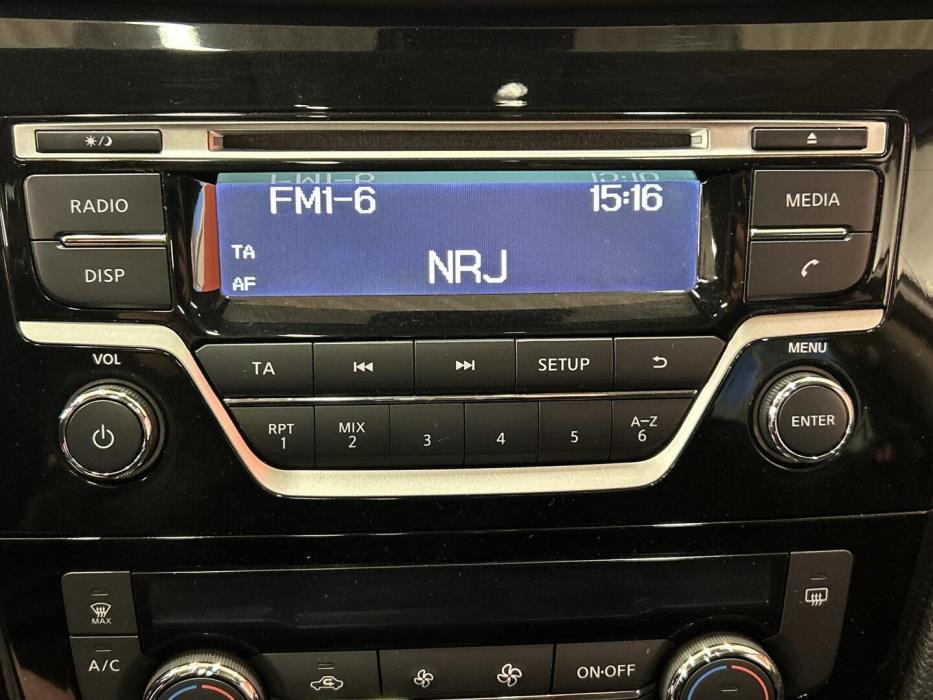 RADIO
DISP
FM1-6 15:16
TA
NRJ
AF
MEDIA
VOL
MENU
TA
SETUP
RPT
1
MIX
2
3
4
5
A-Z
6
ENTER
MAX
A/C
ON·OFF